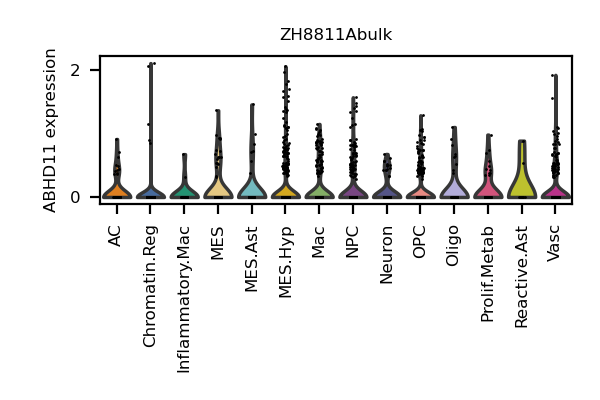 ZH8811Abulk
ABHD11 expression
2
0
AC
Chromatin.Reg
Inflammatory.Mac
MES
MES.Ast
MES.Hyp
Mac
NPC
Neuron
OPC
Oligo
Prolif.Metab
Reactive.Ast
Vasc